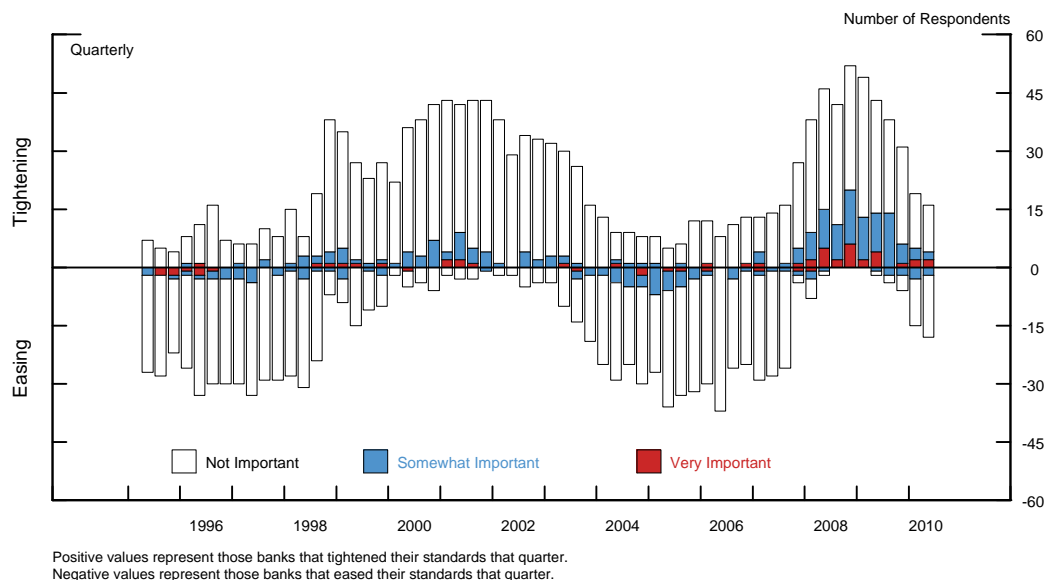 Number of Respondents
Quarterly
Tightening
Easing
60
45
30
15
0
-15
-30
-45
-60
Not Important
Somewhat Important
Very Important
1996
1998
2000
2002
2004
2006
2008
2010
Positive values represent those banks that tightened their standards that quarter.
Negative values represent those banks that eased their standards that quarter.